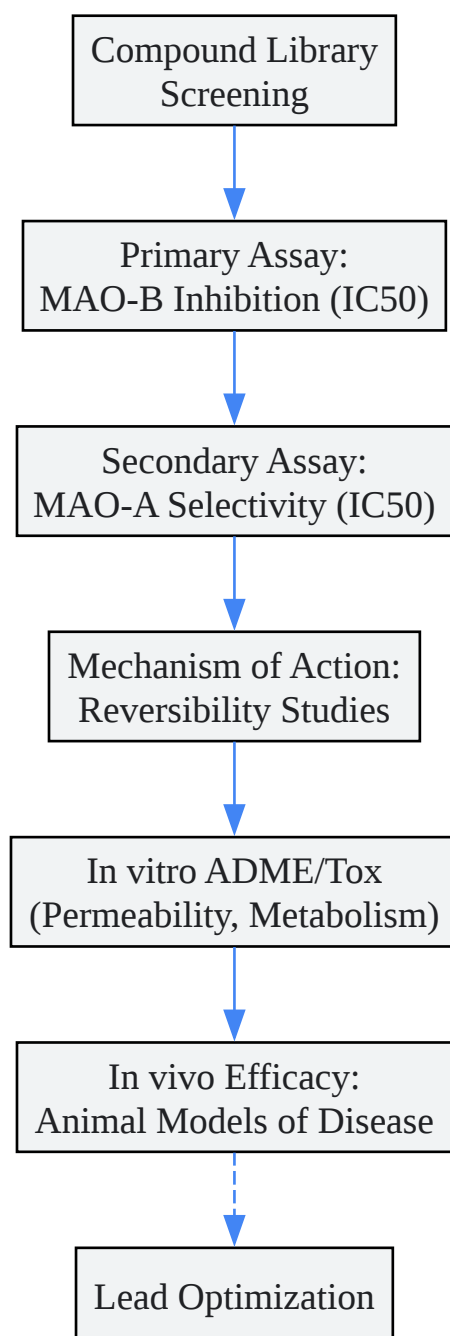 Compound Library
Screening
Primary Assay:
MAO-B Inhibition (IC50)
Secondary Assay:
MAO-A Selectivity (IC50)
Mechanism of Action:
Reversibility Studies
In vitro ADME/Tox
(Permeability, Metabolism)
In vivo Efficacy:
Animal Models of Disease
Lead Optimization